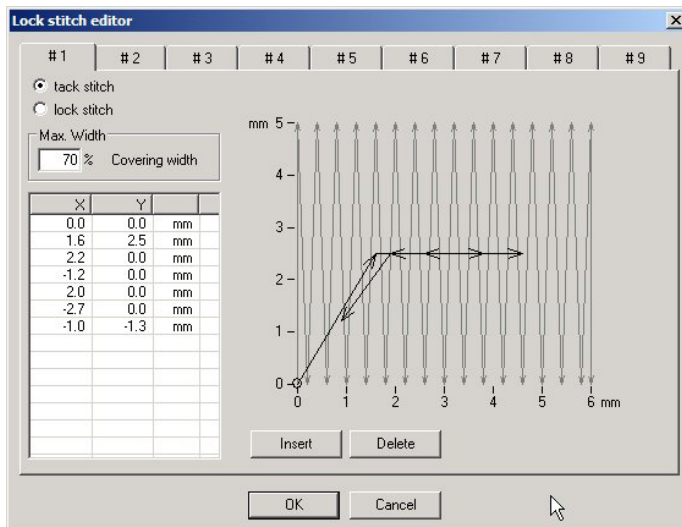 Lock stitch editor
#1 #2 #3 #4 #5 #6 #7 #8 #9
tack stitch
lock stitch
Max. Width
70 % Covering width
X Y
0.0 0.0 mm
1.6 2.5 mm
2.2 0.0 mm
-1.2 0.0 mm
2.0 0.0 mm
-2.7 0.0 mm
-1.0 -1.3 mm
mm 5
4
3
2
1
0
0 1 2 3 4 5 6 mm
Insert Delete
OK Cancel